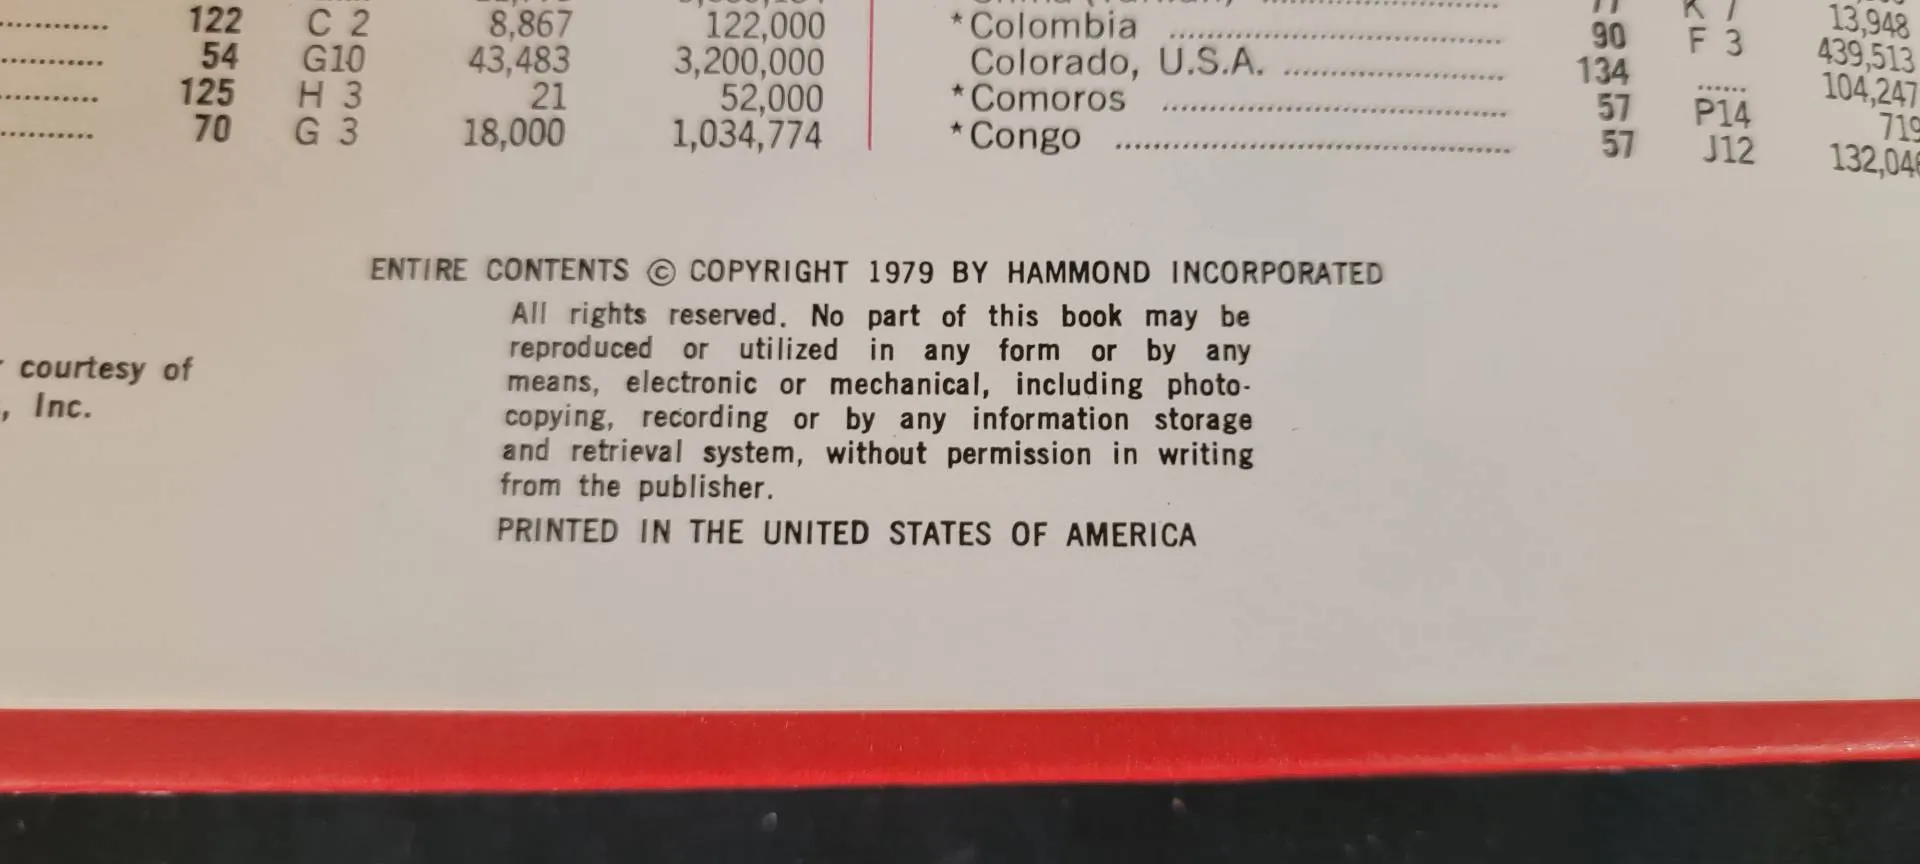 122 C 2 8,867 122,000
54 G10 43,483 3,200,000
125 H 3 21 52,000
70 G 3 18,000 1,034,774
*Colombia 90 F 3 439,513
Colorado, U.S.A. 134 ...... 104,247
*Comoros 57 P14 719
*Congo 57 J12 132,046
ENTIRE CONTENTS © COPYRIGHT 1979 BY HAMMOND INCORPORATED
All rights reserved. No part of this book may be
reproduced or utilized in any form or by any
means, electronic or mechanical, including photo-
copying, recording or by any information storage
and retrieval system, without permission in writing
from the publisher.
PRINTED IN THE UNITED STATES OF AMERICA
courtesy of
, Inc.